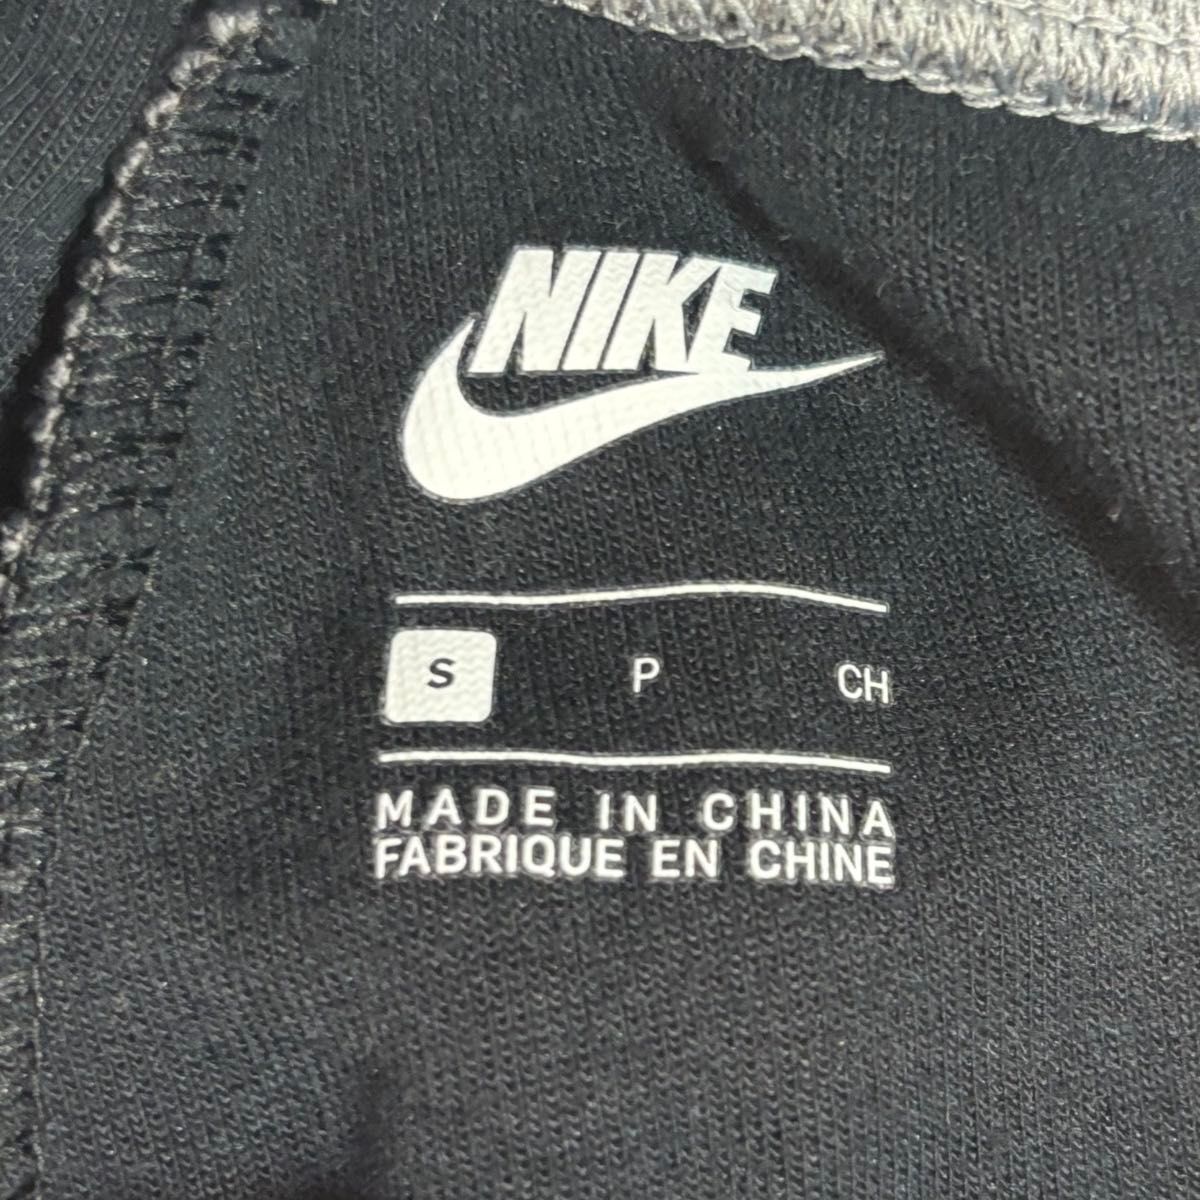 NIKE
S P CH
MADE IN CHINA
FABRIQUE EN CHINE